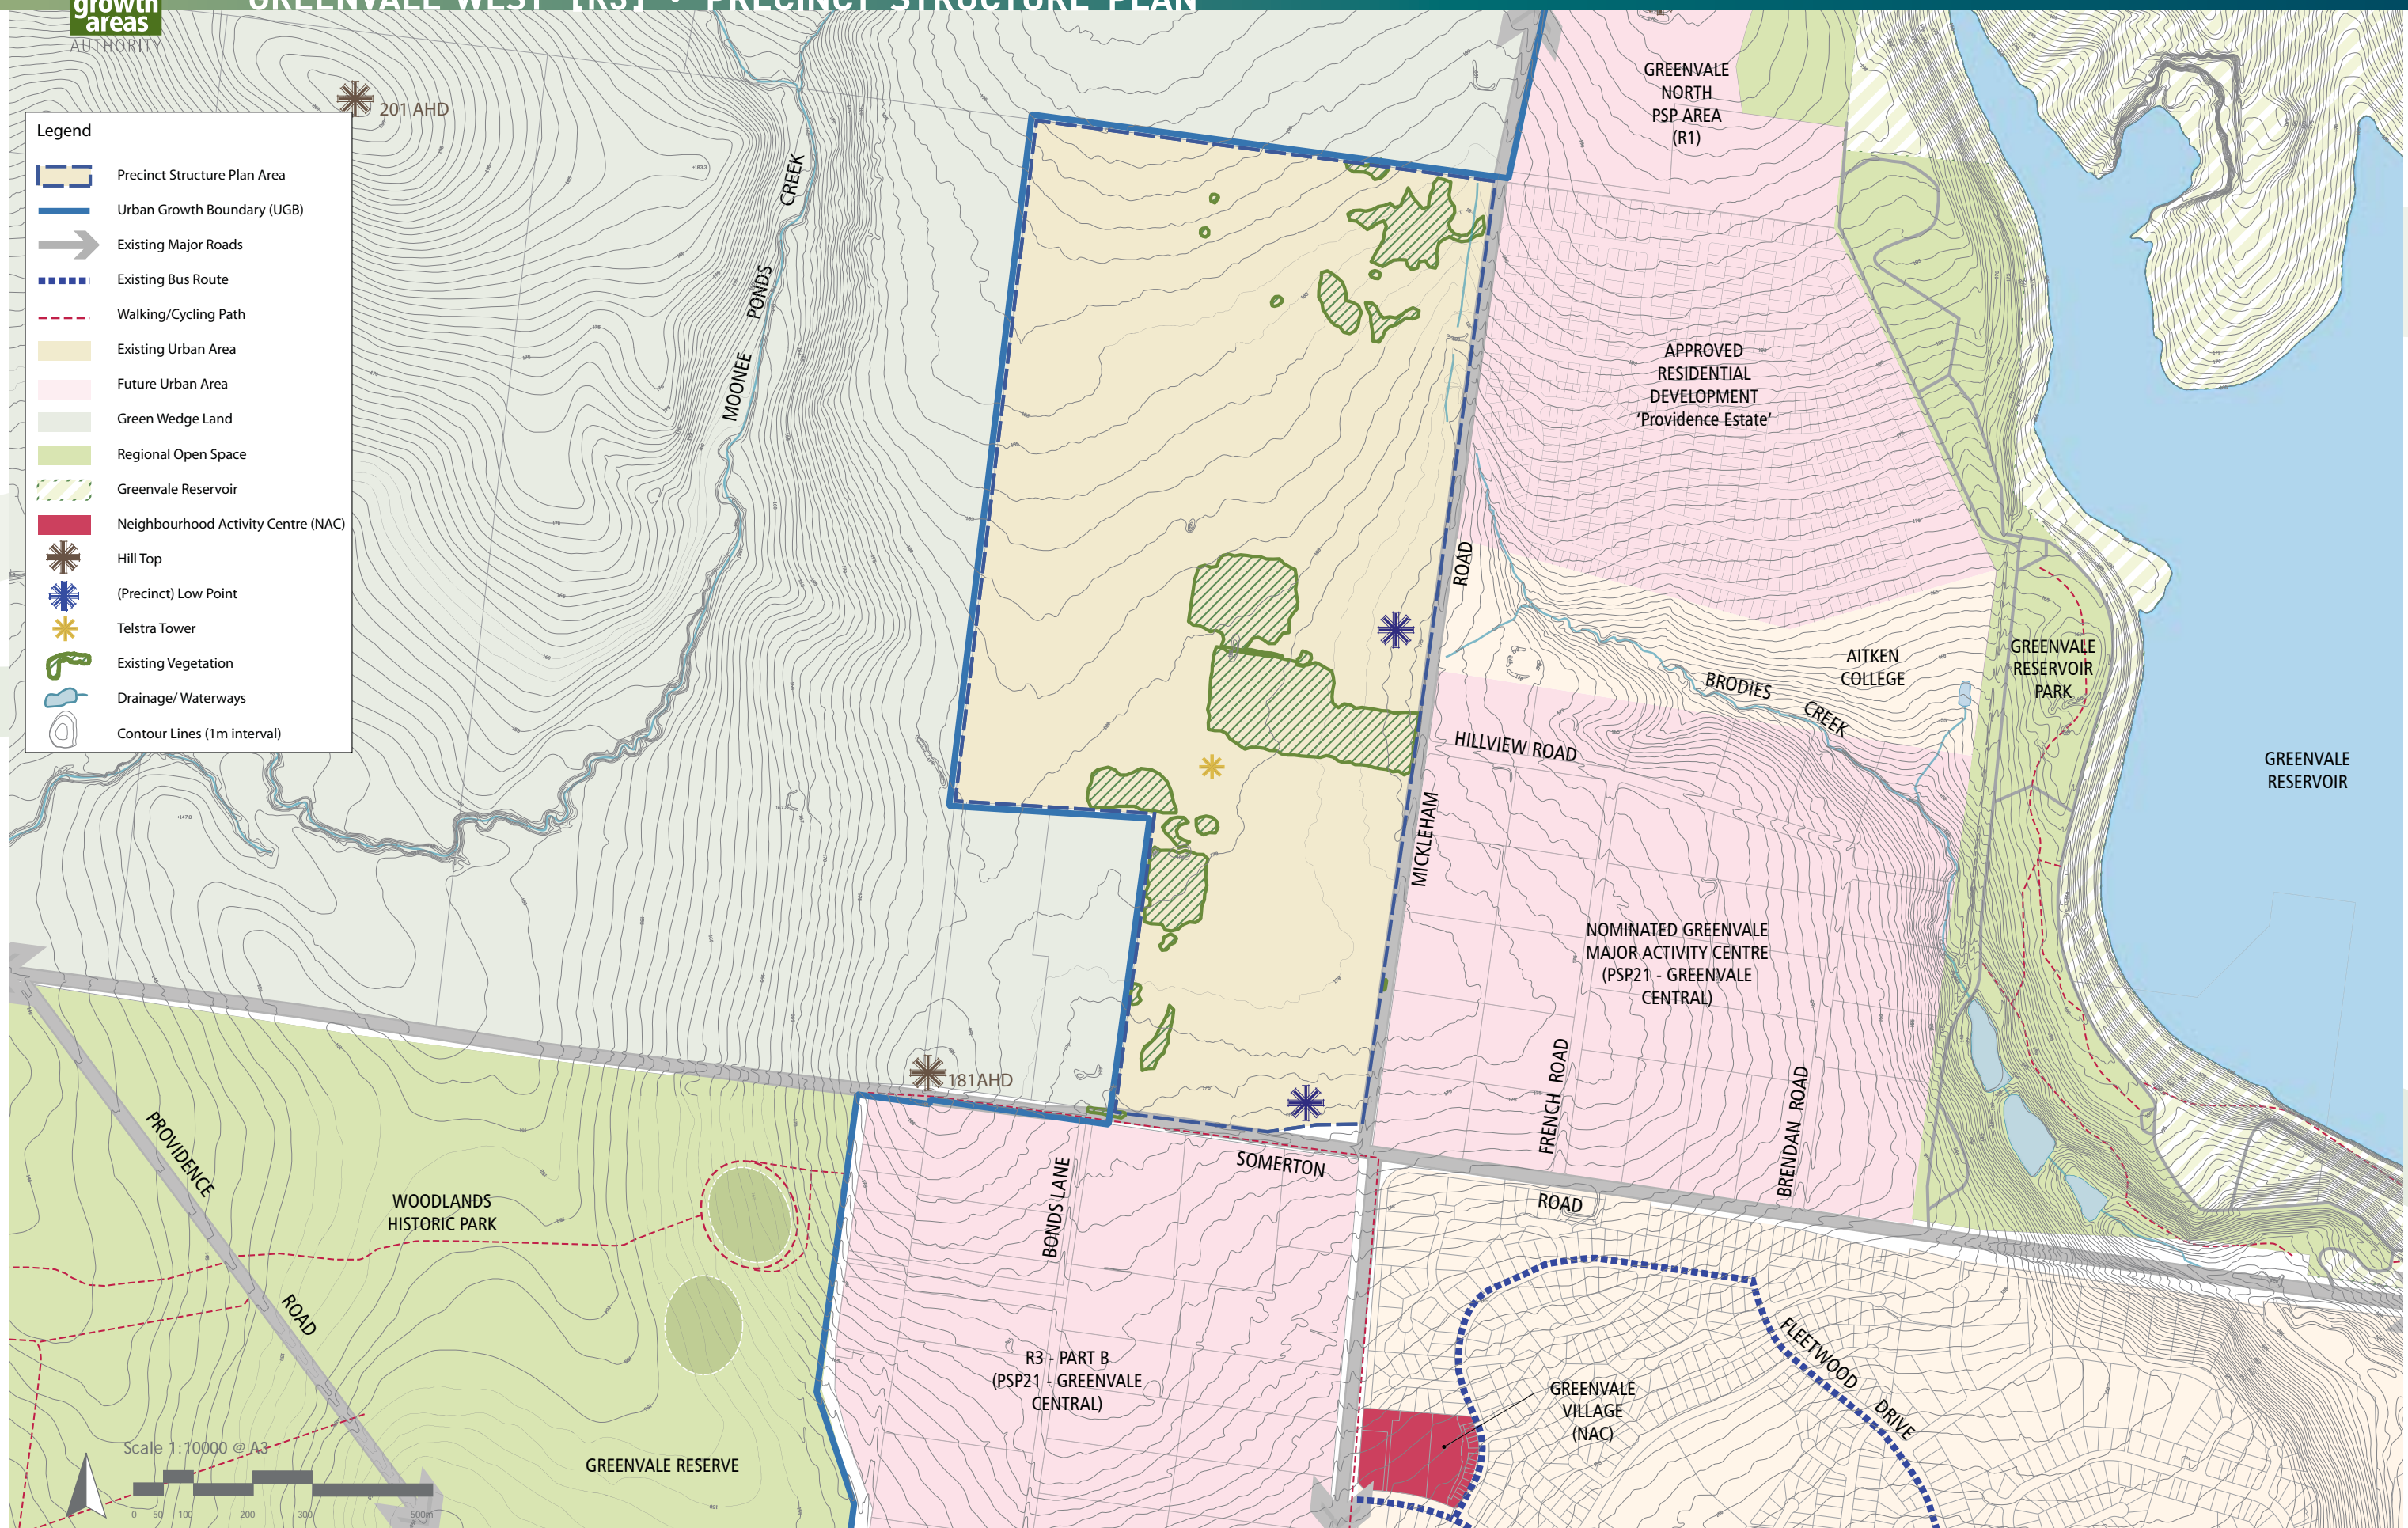 growth
areas
AUTHORITY
GREENVALE WEST (R3) · PRECINCT STRUCTURE PLAN
201 AHD
Legend
Precinct Structure Plan Area
Urban Growth Boundary (UGB)
Existing Major Roads
Existing Bus Route
Walking/Cycling Path
Existing Urban Area
Future Urban Area
Green Wedge Land
Regional Open Space
Greenvale Reservoir
Neighbourhood Activity Centre (NAC)
Hill Top
(Precinct) Low Point
Telstra Tower
Existing Vegetation
Drainage/ Waterways
Contour Lines (1m interval)
MOONEE PONDS CREEK
GREENVALE
NORTH
PSP AREA
(R1)
APPROVED
RESIDENTIAL
DEVELOPMENT
‘Providence Estate’
MICKLEHAM ROAD
AITKEN
COLLEGE
BRODIES CREEK
GREENVALE
RESERVOIR
PARK
GREENVALE
RESERVOIR
HILLVIEW ROAD
NOMINATED GREENVALE
MAJOR ACTIVITY CENTRE
(PSP21 - GREENVALE
CENTRAL)
FRENCH ROAD
BRENDAN ROAD
181AHD
PROVIDENCE ROAD
WOODLANDS
HISTORIC PARK
BONDS LANE
SOMERTON ROAD
R3 - PART B
(PSP21 - GREENVALE
CENTRAL)
FLEETWOOD DRIVE
GREENVALE
VILLAGE
(NAC)
GREENVALE RESERVE
Scale 1:10000 @ A3
0 50 100 200 300 500m